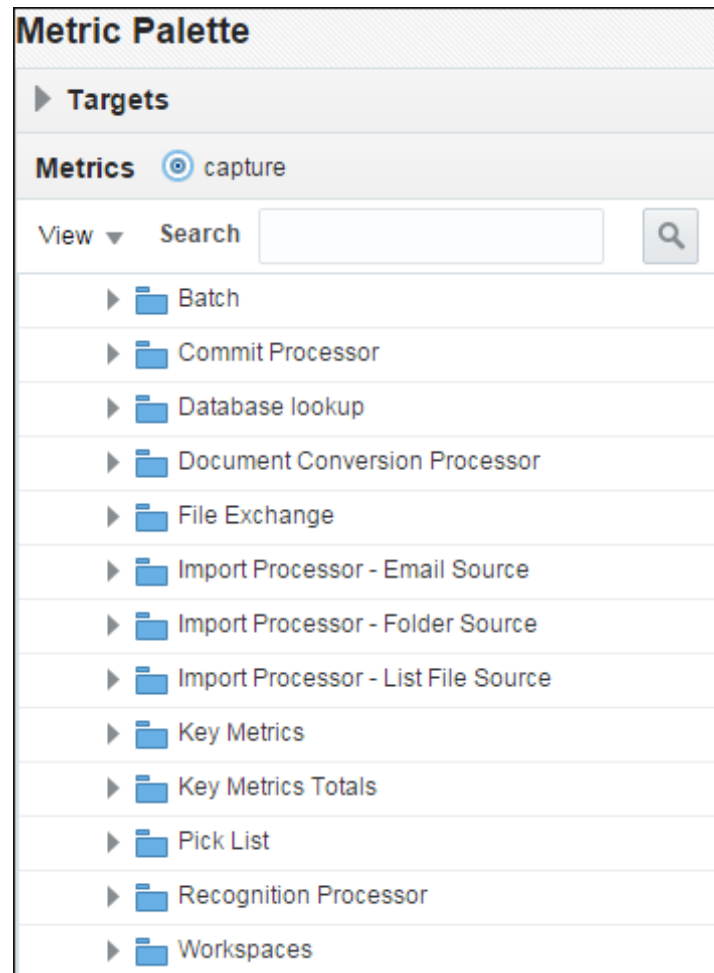 Metric Palette
Targets
Metrics capture
View Search
Batch
Commit Processor
Database lookup
Document Conversion Processor
File Exchange
Import Processor - Email Source
Import Processor - Folder Source
Import Processor - List File Source
Key Metrics
Key Metrics Totals
Pick List
Recognition Processor
Workspaces